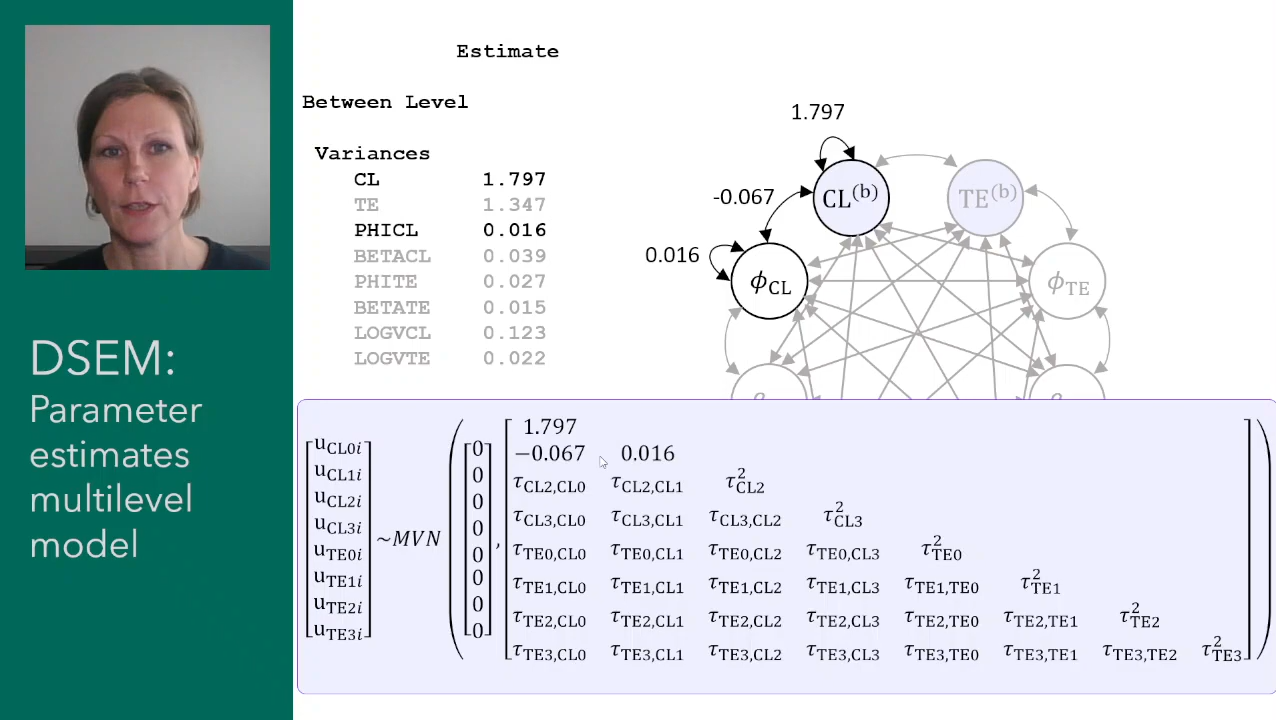 DSEM:
Parameter
estimates
multilevel
model
Estimate
Between Level
Variances
CL 1.797
TE 1.347
PHICL 0.016
BETACL 0.039
PHITE 0.027
BETATE 0.015
LOGVCL 0.123
LOGVTE 0.022
1.797
-0.067
CL(b) TE(b)
0.016
ϕCL ϕTE
uCL0i
uCL1i
uCL2i
uCL3i
uTE0i
uTE1i
uTE2i
uTE3i
~MVN
0
0
0
0
0
0
0
0
,
1.797
−0.067 0.016
τCL2,CL0 τCL2,CL1 τ²CL2
τCL3,CL0 τCL3,CL1 τCL3,CL2 τ²CL3
τTE0,CL0 τTE0,CL1 τTE0,CL2 τTE0,CL3 τ²TE0
τTE1,CL0 τTE1,CL1 τTE1,CL2 τTE1,CL3 τTE1,TE0 τ²TE1
τTE2,CL0 τTE2,CL1 τTE2,CL2 τTE2,CL3 τTE2,TE0 τTE2,TE1 τ²TE2
τTE3,CL0 τTE3,CL1 τTE3,CL2 τTE3,CL3 τTE3,TE0 τTE3,TE1 τTE3,TE2 τ²TE3